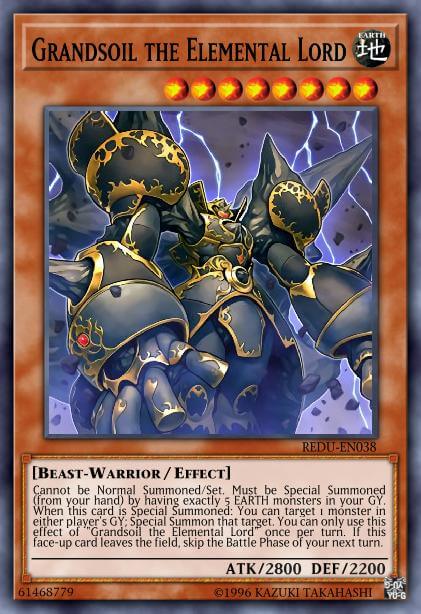 GRANDSOIL THE ELEMENTAL LORD
EARTH
地
REDU-EN038
[BEAST-WARRIOR / EFFECT]
Cannot be Normal Summoned/Set. Must be Special Summoned
(from your hand) by having exactly 5 EARTH monsters in your GY.
When this card is Special Summoned: You can target 1 monster in
either player's GY; Special Summon that target. You can only use this
effect of "Grandsoil the Elemental Lord" once per turn. If this
face-up card leaves the field, skip the Battle Phase of your next turn.
ATK/2800 DEF/2200
61468779
©1996 KAZUKI TAKAHASHI